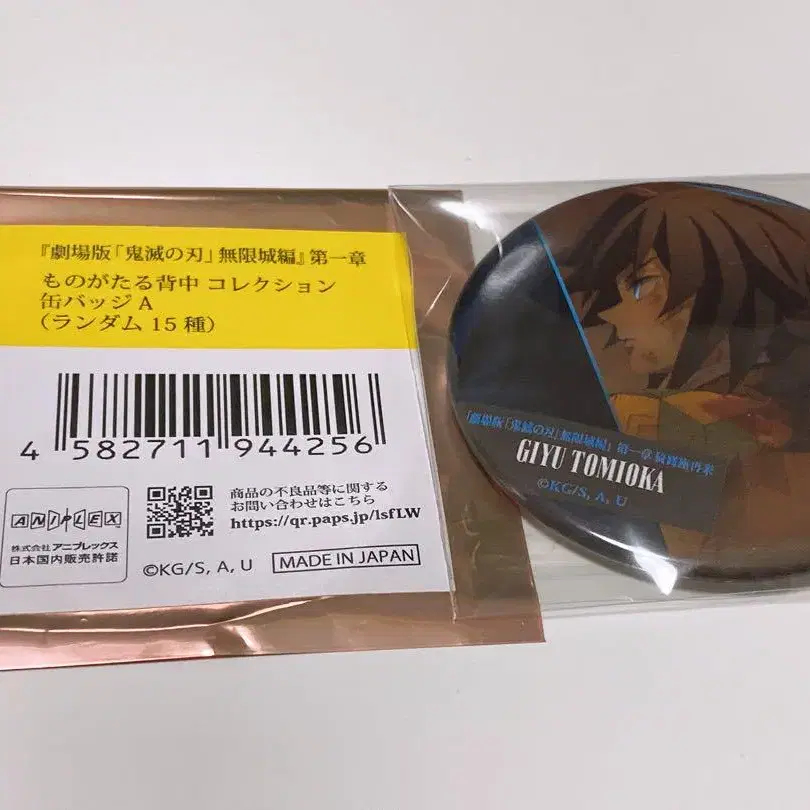 『劇場版「鬼滅の刃」無限城編』第一章
ものがたる背中 コレクション
缶バッジ A
(ランダム 15 種)
4 582711 944256
ANIPLEX
株式会社アニプレックス
日本国内販売許諾
商品の不良品等に関する
お問い合わせはこちら
https://qr.paps.jp/lsfLW
©KG/S, A, U
MADE IN JAPAN
「劇場版「鬼滅の刃」無限城編」第一章 猗窩座再来
GIYU TOMIOKA
©KG/S, A, U